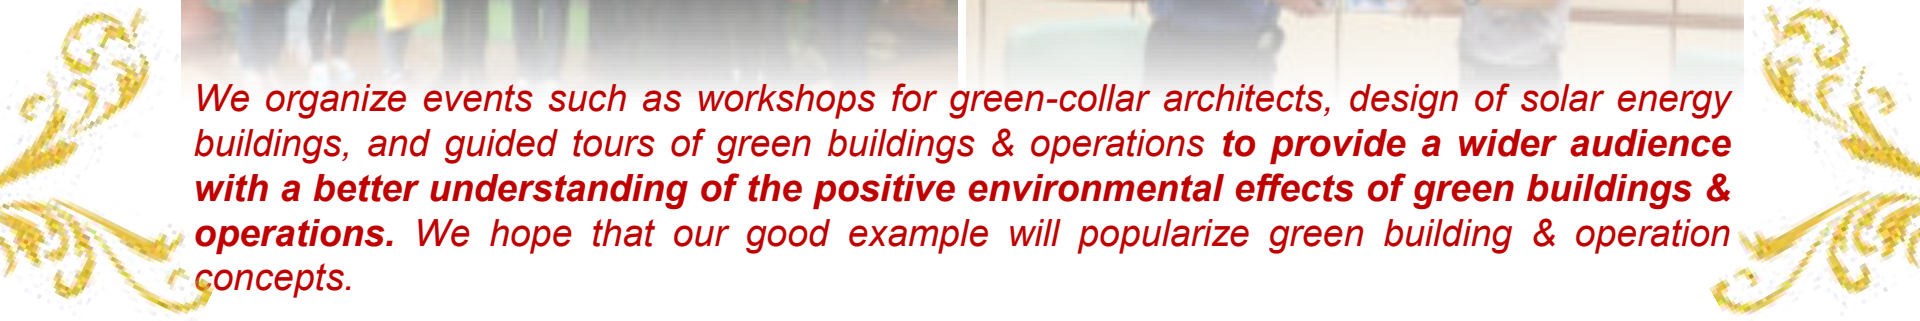 We organize events such as workshops for green-collar architects, design of solar energy
buildings, and guided tours of green buildings & operations to provide a wider audience
with a better understanding of the positive environmental effects of green buildings &
operations. We hope that our good example will popularize green building & operation
concepts.